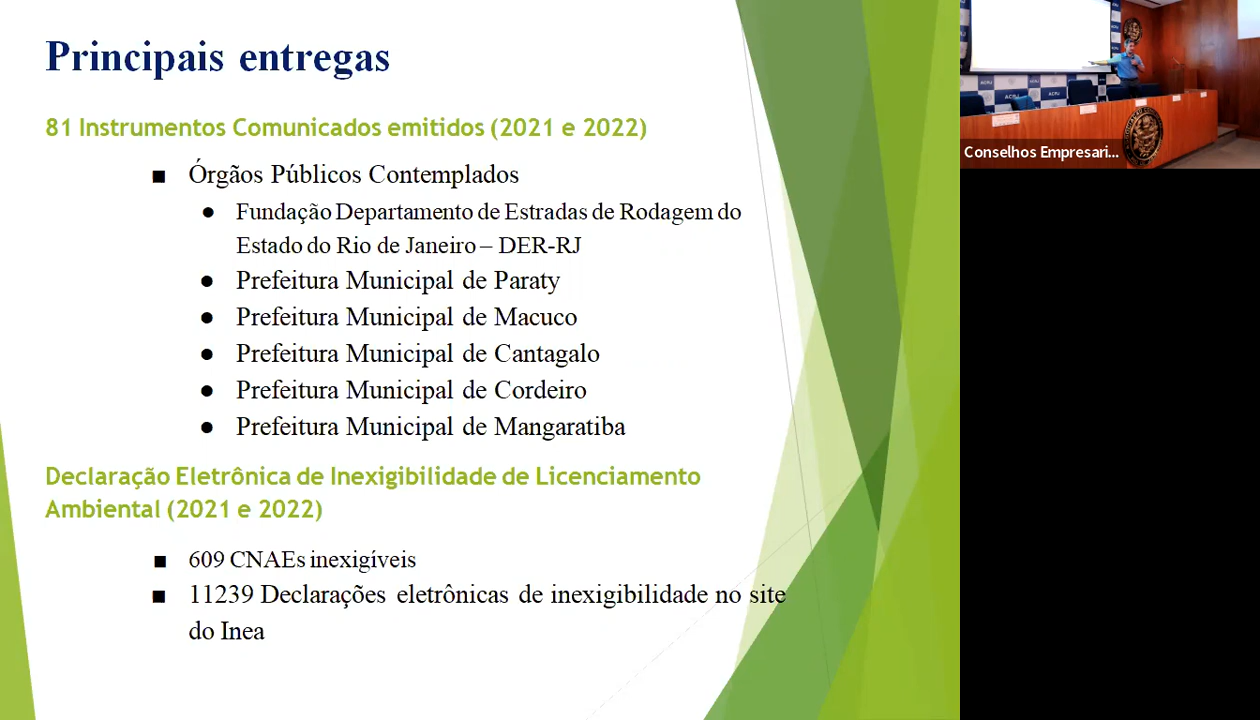 Principais entregas
81 Instrumentos Comunicados emitidos (2021 e 2022)
■ Órgãos Públicos Contemplados
● Fundação Departamento de Estradas de Rodagem do
Estado do Rio de Janeiro – DER-RJ
● Prefeitura Municipal de Paraty
● Prefeitura Municipal de Macuco
● Prefeitura Municipal de Cantagalo
● Prefeitura Municipal de Cordeiro
● Prefeitura Municipal de Mangaratiba
Declaração Eletrônica de Inexigibilidade de Licenciamento
Ambiental (2021 e 2022)
■ 609 CNAEs inexigíveis
■ 11239 Declarações eletrônicas de inexigibilidade no site
do Inea
ACRJ
ACRJ
Conselhos Empresari...